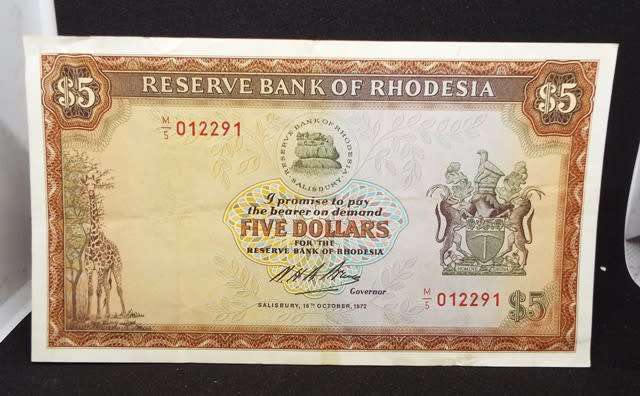 $5
RESERVE BANK OF RHODESIA
$5
M/5 012291
RESERVE BANK OF RHODESIA
SALISBURY
I promise to pay
the bearer on demand
FIVE DOLLARS
FOR THE
RESERVE BANK OF RHODESIA
Governor
SALISBURY, 16TH OCTOBER, 1972
M/5 012291
$5